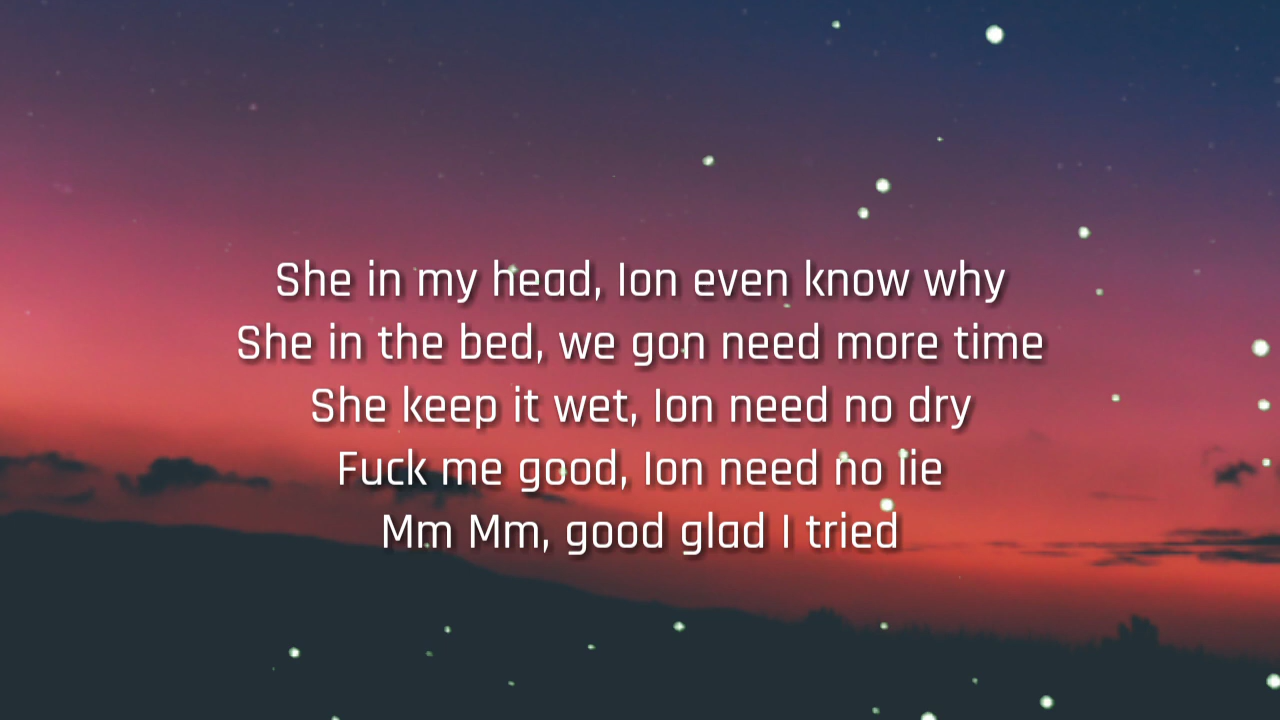 She in my head, Ion even know why
She in the bed, we gon need more time
She keep it wet, Ion need no dry
Fuck me good, Ion need no lie
Mm Mm, good glad I tried